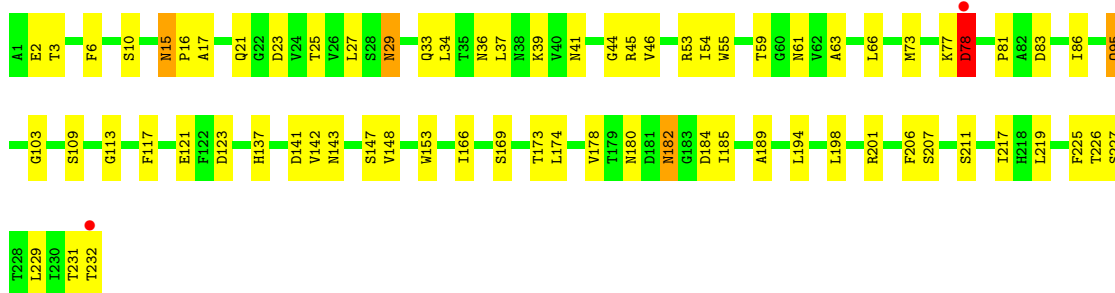 A1 E2 T3 F6 S10 N15 P16 A17 Q21 G22 D23 V24 T25 V26 L27 S28 N29 Q33 L34 T35 N36 L37 N38 K39 V40 N41 G44 R45 V46 R53 I54 W55 T59 G60 N61 V62 A63 L66 M73 K77 D78 P81 A82 D83 I86
G103 S109 G113 F117 E121 F122 D123 H137 D141 V142 N143 S147 V148 W153 I166 S169 T173 L174 V178 T179 N180 D181 N182 G183 D184 I185 A189 L194 L198 R201 F206 S207 S211 I217 H218 L219 F225 T226
T228 L229 I230 T231 T232